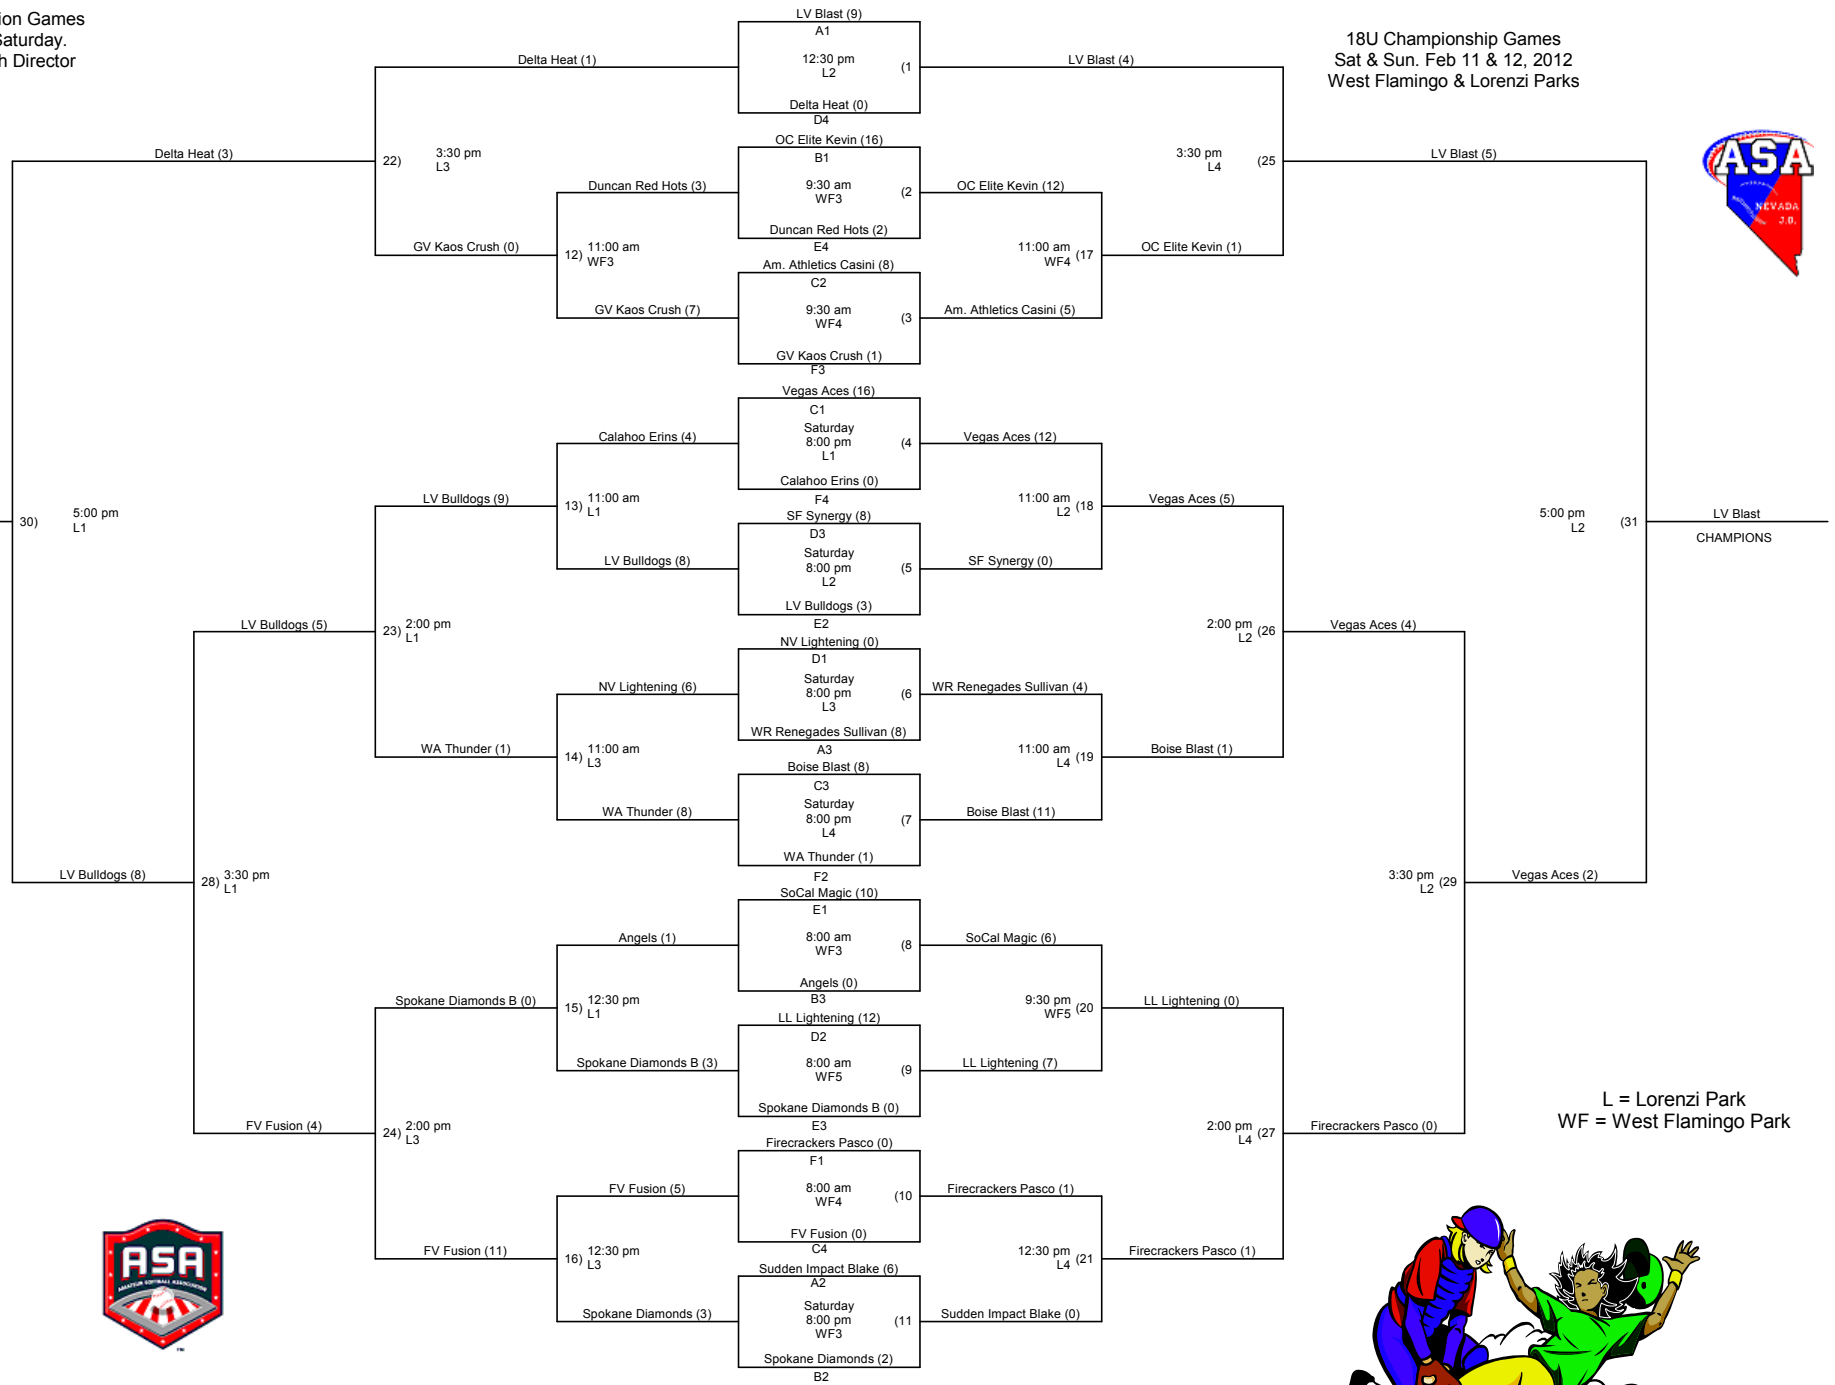 ion Games
Saturday.
h Director
18U Championship Games
Sat & Sun. Feb 11 & 12, 2012
West Flamingo & Lorenzi Parks
ASA
NEVADA
J.O.
LV Blast (9)
A1
12:30 pm
L2
(1
Delta Heat (0)
D4
Delta Heat (1)
LV Blast (4)
OC Elite Kevin (16)
B1
9:30 am
WF3
(2
Duncan Red Hots (2)
E4
Duncan Red Hots (3)
OC Elite Kevin (12)
Am. Athletics Casini (8)
C2
9:30 am
WF4
(3
GV Kaos Crush (1)
F3
GV Kaos Crush (7)
Am. Athletics Casini (5)
Delta Heat (3)
22)
3:30 pm
L3
GV Kaos Crush (0)
12)
11:00 am
WF3
11:00 am
WF4
(17
OC Elite Kevin (1)
3:30 pm
L4
(25
LV Blast (5)
Vegas Aces (16)
C1
Saturday
8:00 pm
L1
(4
Calahoo Erins (0)
F4
Calahoo Erins (4)
Vegas Aces (12)
SF Synergy (8)
D3
Saturday
8:00 pm
L2
(5
LV Bulldogs (3)
E2
LV Bulldogs (8)
SF Synergy (0)
LV Bulldogs (9)
13)
11:00 am
L1
11:00 am
L2
(18
Vegas Aces (5)
30)
5:00 pm
L1
5:00 pm
L2
(31
LV Blast
CHAMPIONS
NV Lightening (0)
D1
Saturday
8:00 pm
L3
(6
WR Renegades Sullivan (8)
A3
NV Lightening (6)
WR Renegades Sullivan (4)
LV Bulldogs (5)
23)
2:00 pm
L1
2:00 pm
L2
(26
Vegas Aces (4)
Boise Blast (8)
C3
Saturday
8:00 pm
L4
(7
WA Thunder (1)
F2
WA Thunder (8)
Boise Blast (11)
WA Thunder (1)
14)
11:00 am
L3
11:00 am
L4
(19
Boise Blast (1)
LV Bulldogs (8)
28)
3:30 pm
L1
3:30 pm
L2
(29
Vegas Aces (2)
SoCal Magic (10)
E1
8:00 am
WF3
(8
Angels (0)
B3
Angels (1)
SoCal Magic (6)
LL Lightening (12)
D2
8:00 am
WF5
(9
Spokane Diamonds B (0)
E3
Spokane Diamonds B (3)
LL Lightening (7)
Spokane Diamonds B (0)
15)
12:30 pm
L1
9:30 pm
WF5
(20
LL Lightening (0)
FV Fusion (4)
24)
2:00 pm
L3
2:00 pm
L4
(27
Firecrackers Pasco (0)
L = Lorenzi Park
WF = West Flamingo Park
Firecrackers Pasco (0)
F1
8:00 am
WF4
(10
FV Fusion (0)
C4
FV Fusion (5)
Firecrackers Pasco (1)
FV Fusion (11)
16)
12:30 pm
L3
12:30 pm
L4
(21
Firecrackers Pasco (1)
Sudden Impact Blake (6)
A2
Saturday
8:00 pm
WF3
(11
Spokane Diamonds (2)
B2
Spokane Diamonds (3)
Sudden Impact Blake (0)
ASA
AMATEUR SOFTBALL ASSOCIATION